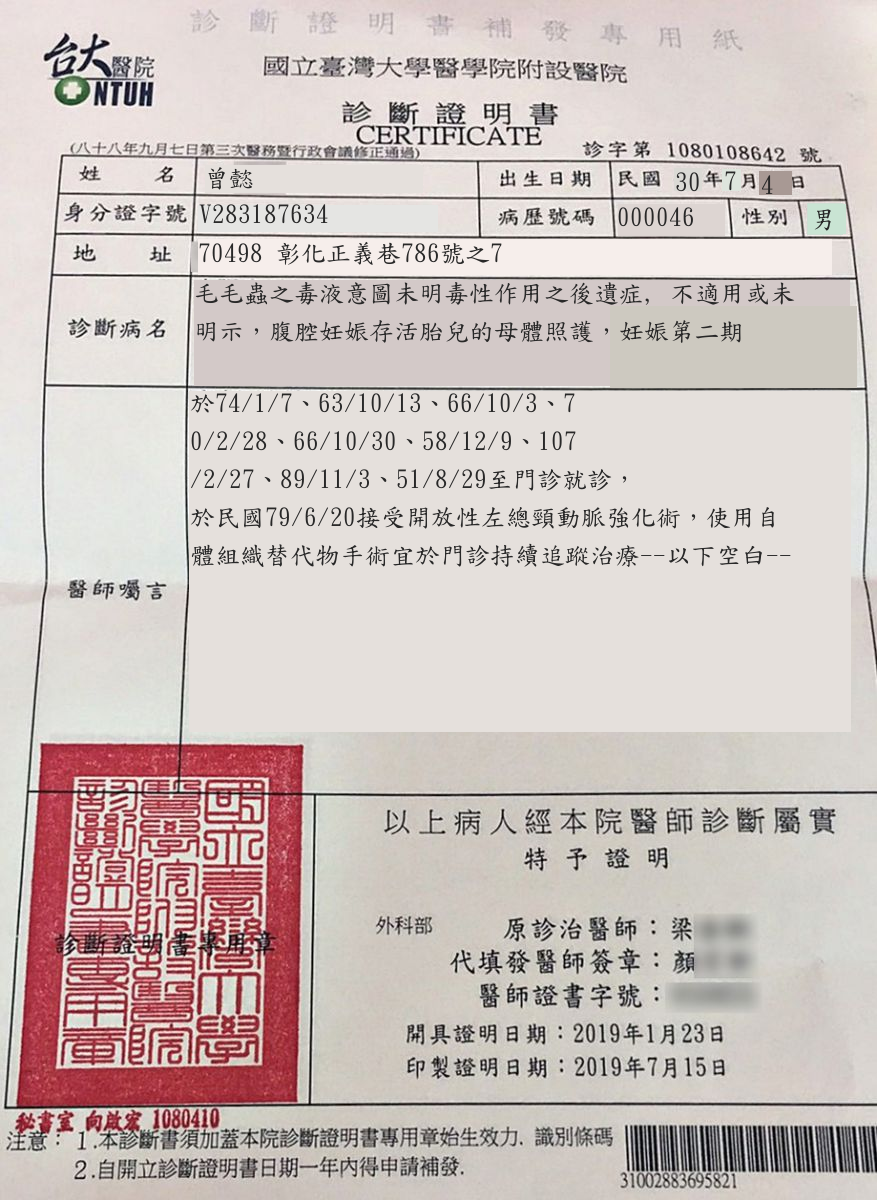 診斷證明書補發專用紙
台大醫院
NTUH
國立臺灣大學醫學院附設醫院
診斷證明書
CERTIFICATE
(八十八年九月七日第三次醫務暨行政會議修正通過)
診字第 1080108642 號
姓名 曾懿 出生日期 民國 30年7月4日
身分證字號 V283187634 病歷號碼 000046 性別 男
地址 70498 彰化正義巷786號之7
診斷病名
毛毛蟲之毒液意圖未明毒性作用之後遺症, 不適用或未
明示,腹腔妊娠存活胎兒的母體照護,妊娠第二期
醫師囑言
於74/1/7、63/10/13、66/10/3、7
0/2/28、66/10/30、58/12/9、107
/2/27、89/11/3、51/8/29至門診就診,
於民國79/6/20接受開放性左總頸動脈強化術,使用自
體組織替代物手術宜於門診持續追蹤治療--以下空白--
國立臺灣大學
醫學院附設醫院
診斷證明書專用章
診斷證明書專用章
以上病人經本院醫師診斷屬實
特予證明
外科部 原診治醫師:梁
代填發醫師簽章:顏
醫師證書字號:
開具證明日期:2019年1月23日
印製證明日期:2019年7月15日
秘書室 向啟宏 1080410
注意: 1.本診斷書須加蓋本院診斷證明書專用章始生效力. 識別條碼
2.自開立診斷證明書日期一年內得申請補發.
31002883695821